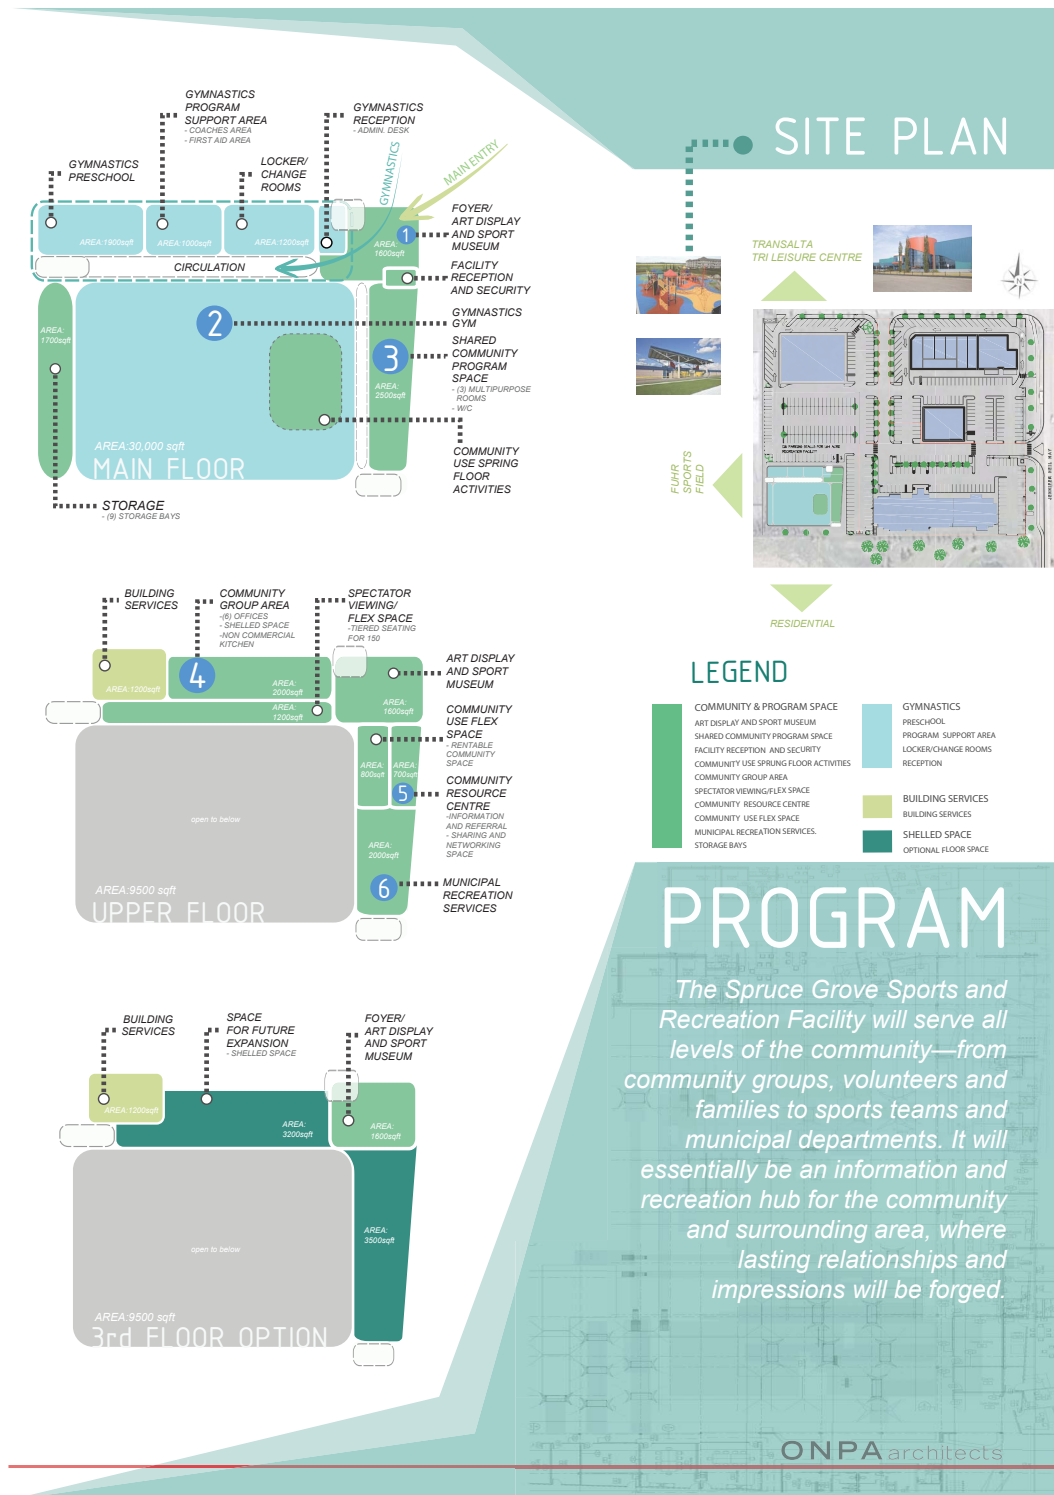 SITE PLAN
GYMNASTICS
PROGRAM
SUPPORT AREA
- COACHES AREA
- FIRST AID AREA
GYMNASTICS
RECEPTION
- ADMIN. DESK
GYMNASTICS
PRESCHOOL
LOCKER/
CHANGE
ROOMS
GYMNASTICS
MAIN ENTRY
FOYER/
ART DISPLAY
AND SPORT
MUSEUM
1
AREA:1900sqft
AREA:1000sqft
AREA:1200sqft
AREA:
1600sqft
CIRCULATION
FACILITY
RECEPTION
AND SECURITY
GYMNASTICS
GYM
2
AREA:
1700sqft
SHARED
COMMUNITY
PROGRAM
SPACE
- (3) MULTIPURPOSE
ROOMS
- W/C
3
AREA:
2500sqft
COMMUNITY
USE SPRING
FLOOR
ACTIVITIES
AREA:30,000 sqft
MAIN FLOOR
STORAGE
- (9) STORAGE BAYS
TRANSALTA
TRI LEISURE CENTRE
N
FUHR
SPORTS
FIELD
RESIDENTIAL
BUILDING
SERVICES
COMMUNITY
GROUP AREA
-(6) OFFICES
- SHELLED SPACE
-NON COMMERCIAL
KITCHEN
SPECTATOR
VIEWING/
FLEX SPACE
-TIERED SEATING
FOR 150
4
AREA:1200sqft
AREA:
2000sqft
AREA:
1200sqft
AREA:
1600sqft
ART DISPLAY
AND SPORT
MUSEUM
COMMUNITY
USE FLEX
SPACE
- RENTABLE
COMMUNITY
SPACE
AREA:
800sqft
AREA:
700sqft
5
COMMUNITY
RESOURCE
CENTRE
-INFORMATION
AND REFERRAL
- SHARING AND
NETWORKING
SPACE
open to below
AREA:
2000sqft
6
MUNICIPAL
RECREATION
SERVICES
AREA:9500 sqft
UPPER FLOOR
LEGEND
COMMUNITY & PROGRAM SPACE
ART DISPLAY AND SPORT MUSEUM
SHARED COMMUNITY PROGRAM SPACE
FACILITY RECEPTION AND SECURITY
COMMUNITY USE SPRUNG FLOOR ACTIVITIES
COMMUNITY GROUP AREA
SPECTATOR VIEWING/FLEX SPACE
COMMUNITY RESOURCE CENTRE
COMMUNITY USE FLEX SPACE
MUNICIPAL RECREATION SERVICES.
STORAGE BAYS
GYMNASTICS
PRESCHOOL
PROGRAM SUPPORT AREA
LOCKER/CHANGE ROOMS
RECEPTION
BUILDING SERVICES
BUILDING SERVICES
SHELLED SPACE
OPTIONAL FLOOR SPACE
BUILDING
SERVICES
SPACE
FOR FUTURE
EXPANSION
- SHELLED SPACE
FOYER/
ART DISPLAY
AND SPORT
MUSEUM
AREA:1200sqft
AREA:
3200sqft
AREA:
1600sqft
AREA:
3500sqft
open to below
AREA:9500 sqft
3rd FLOOR OPTION
PROGRAM
The Spruce Grove Sports and
Recreation Facility will serve all
levels of the community—from
community groups, volunteers and
families to sports teams and
municipal departments. It will
essentially be an information and
recreation hub for the community
and surrounding area, where
lasting relationships and
impressions will be forged.
ONPA architects